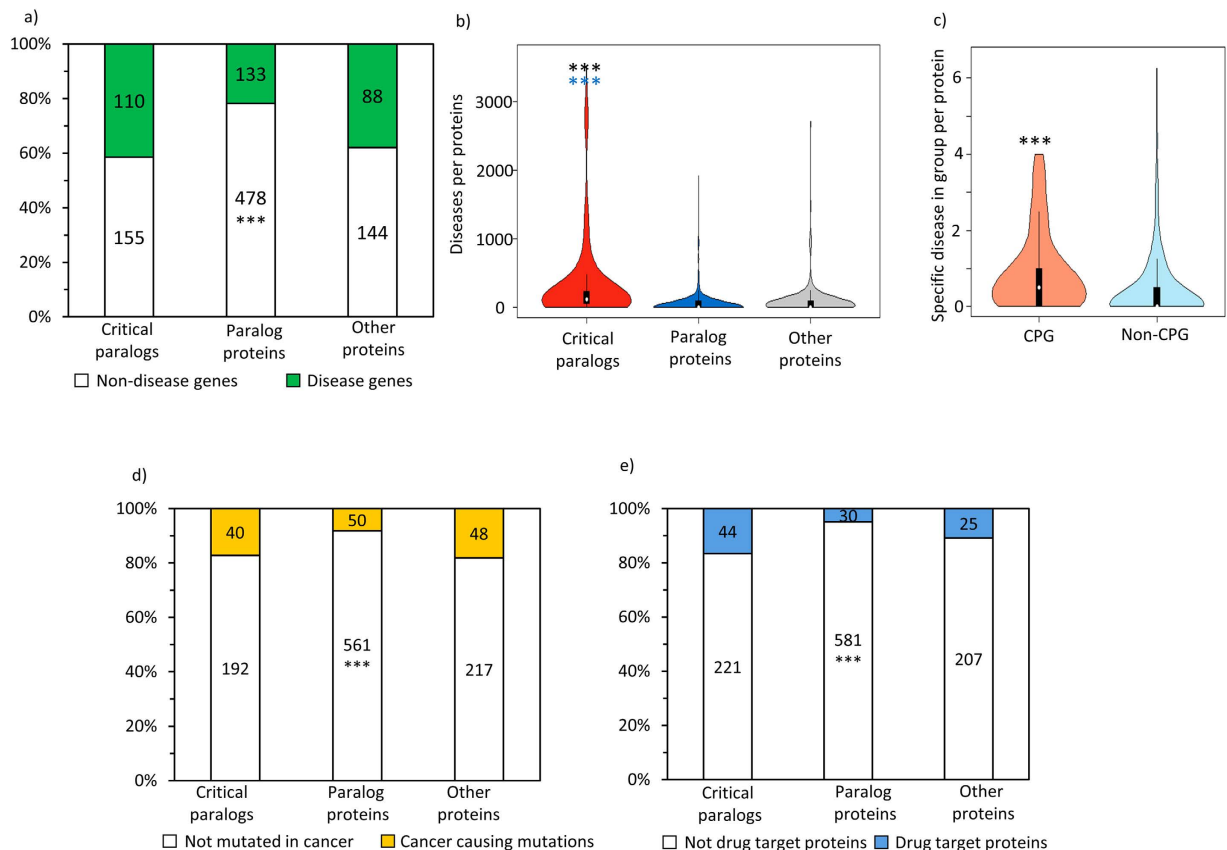 a)
100%
80%
60%
40%
20%
0%
110
133
88
155
478
***
144
Critical
paralogs
Paralog
proteins
Other
proteins
Non-disease genes
Disease genes
b)
Diseases per proteins
3000
2000
1000
0
***
***
Critical
paralogs
Paralog
proteins
Other
proteins
c)
Specific disease in group per protein
6
4
2
0
***
CPG
Non-CPG
d)
100%
80%
60%
40%
20%
0%
40
50
48
192
561
***
217
Critical
paralogs
Paralog
proteins
Other
proteins
Not mutated in cancer
Cancer causing mutations
e)
100%
80%
60%
40%
20%
0%
44
30
25
221
581
***
207
Critical
paralogs
Paralog
proteins
Other
proteins
Not drug target proteins
Drug target proteins